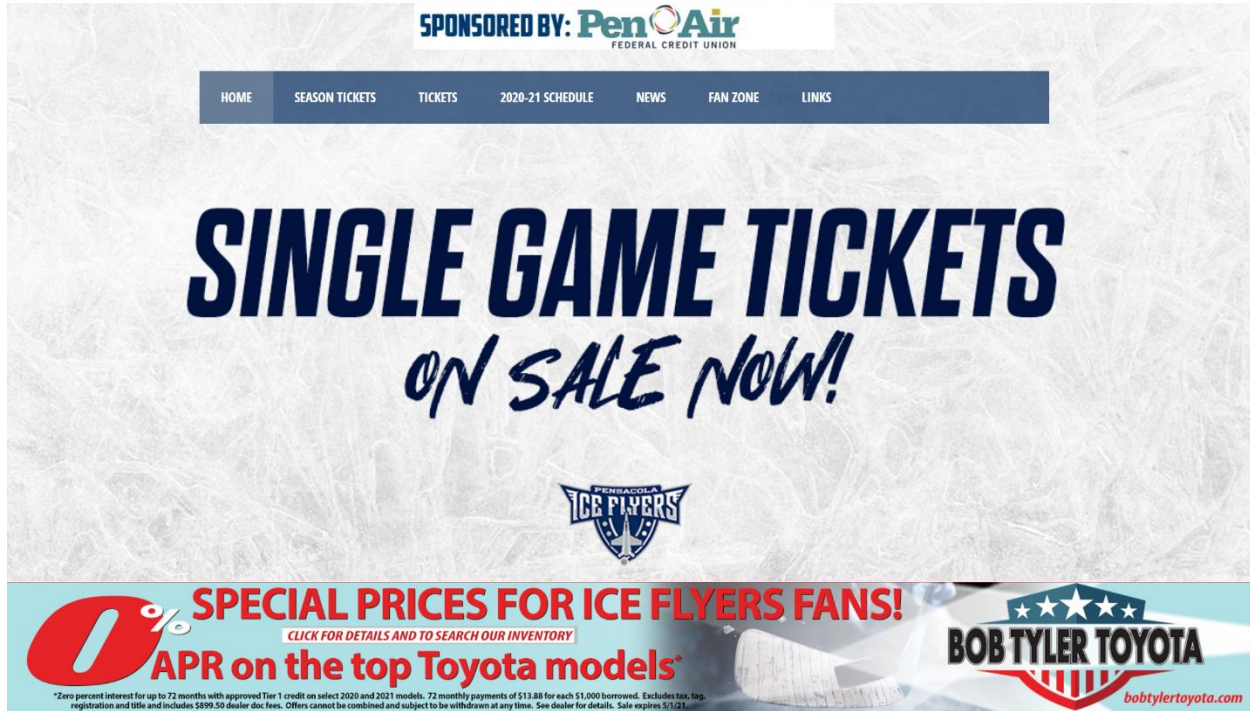 SPONSORED BY: Pen Air
FEDERAL CREDIT UNION
HOME SEASON TICKETS TICKETS 2020-21 SCHEDULE NEWS FAN ZONE LINKS
SINGLE GAME TICKETS
ON SALE NOW!
PENSACOLA
ICE FLYERS
0% SPECIAL PRICES FOR ICE FLYERS FANS!
CLICK FOR DETAILS AND TO SEARCH OUR INVENTORY
APR on the top Toyota models*
*Zero percent interest for up to 72 months with approved Tier 1 credit on select 2020 and 2021 models. 72 monthly payments of $13.88 for each $1,000 borrowed. Excludes tax, tag,
registration and title and includes $899.50 dealer doc fees. Offers cannot be combined and subject to be withdrawn at any time. See dealer for details. Sale expires 5/1/21.
BOB TYLER TOYOTA
bobtylertoyota.com